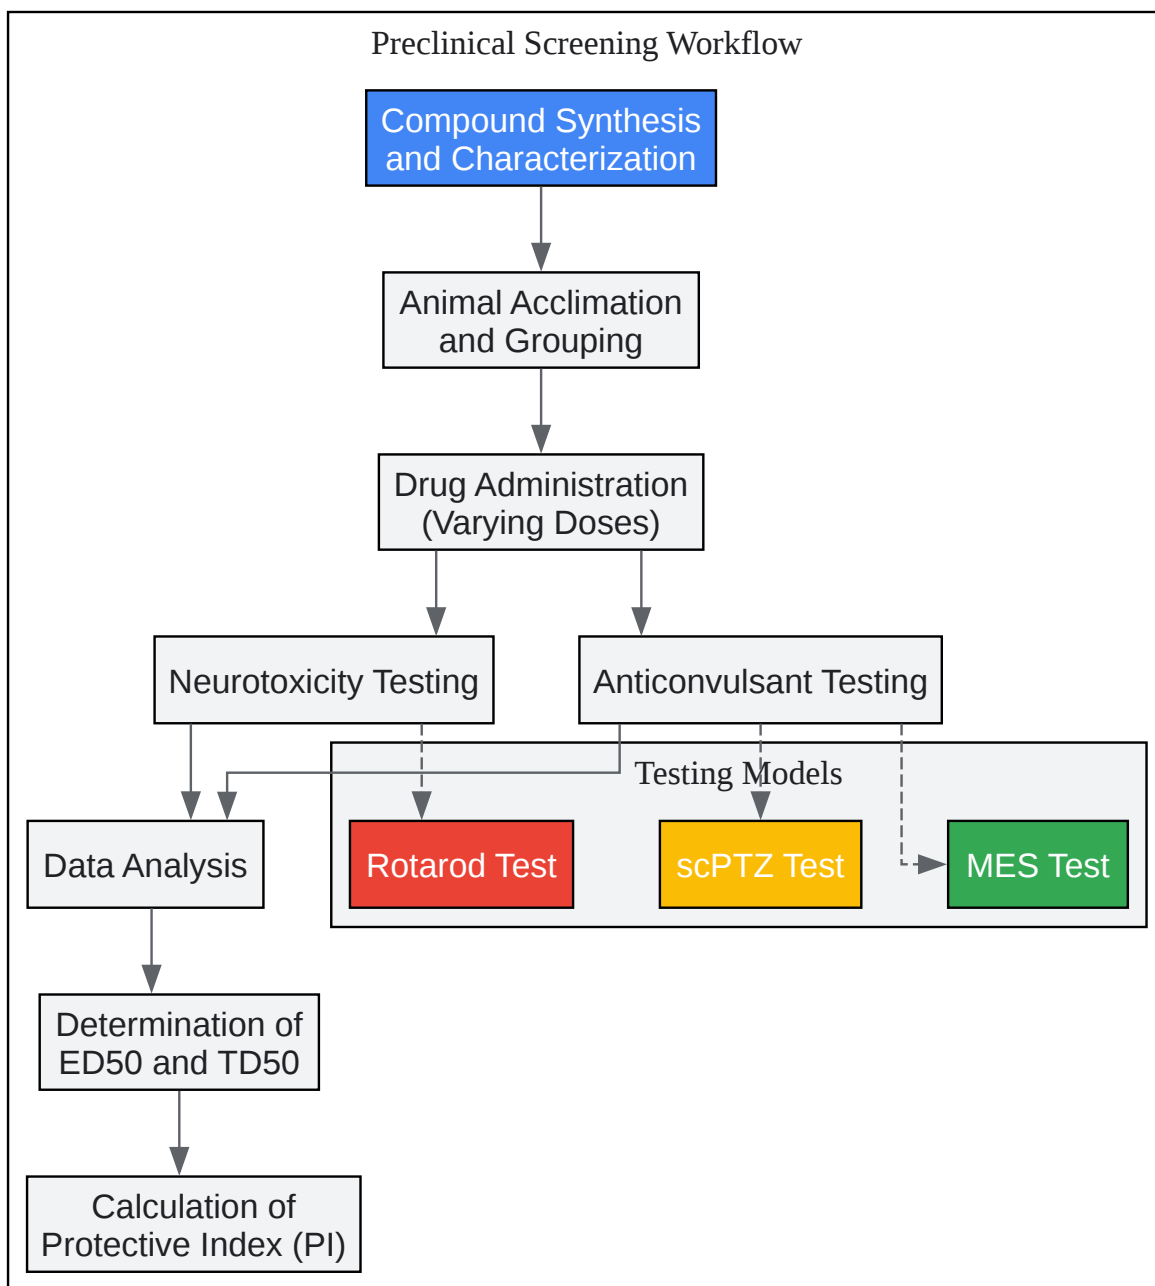 Preclinical Screening Workflow
Compound Synthesis
and Characterization
Animal Acclimation
and Grouping
Drug Administration
(Varying Doses)
Neurotoxicity Testing
Anticonvulsant Testing
Testing Models
Data Analysis
Rotarod Test
scPTZ Test
MES Test
Determination of
ED50 and TD50
Calculation of
Protective Index (PI)